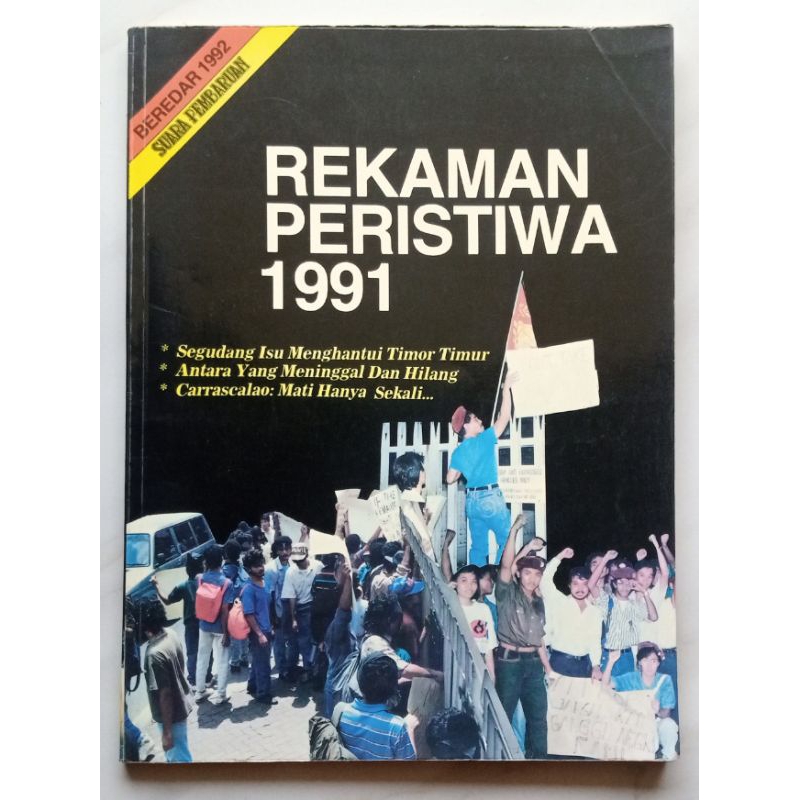 BEREDAR 1992
SUARA PEMBARUAN
REKAMAN
PERISTIWA
1991
* Segudang Isu Menghantui Timor Timur
* Antara Yang Meninggal Dan Hilang
* Carrascalao: Mati Hanya Sekali...